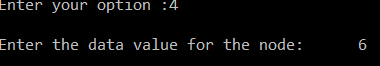 Enter your option :4
Enter the data value for the node: 6